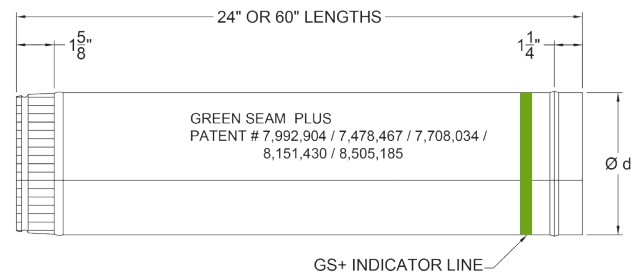 24" OR 60" LENGTHS
1 5/8"
1 1/4"
GREEN SEAM PLUS
PATENT # 7,992,904 / 7,478,467 / 7,708,034 /
8,151,430 / 8,505,185
Ø d
GS+ INDICATOR LINE